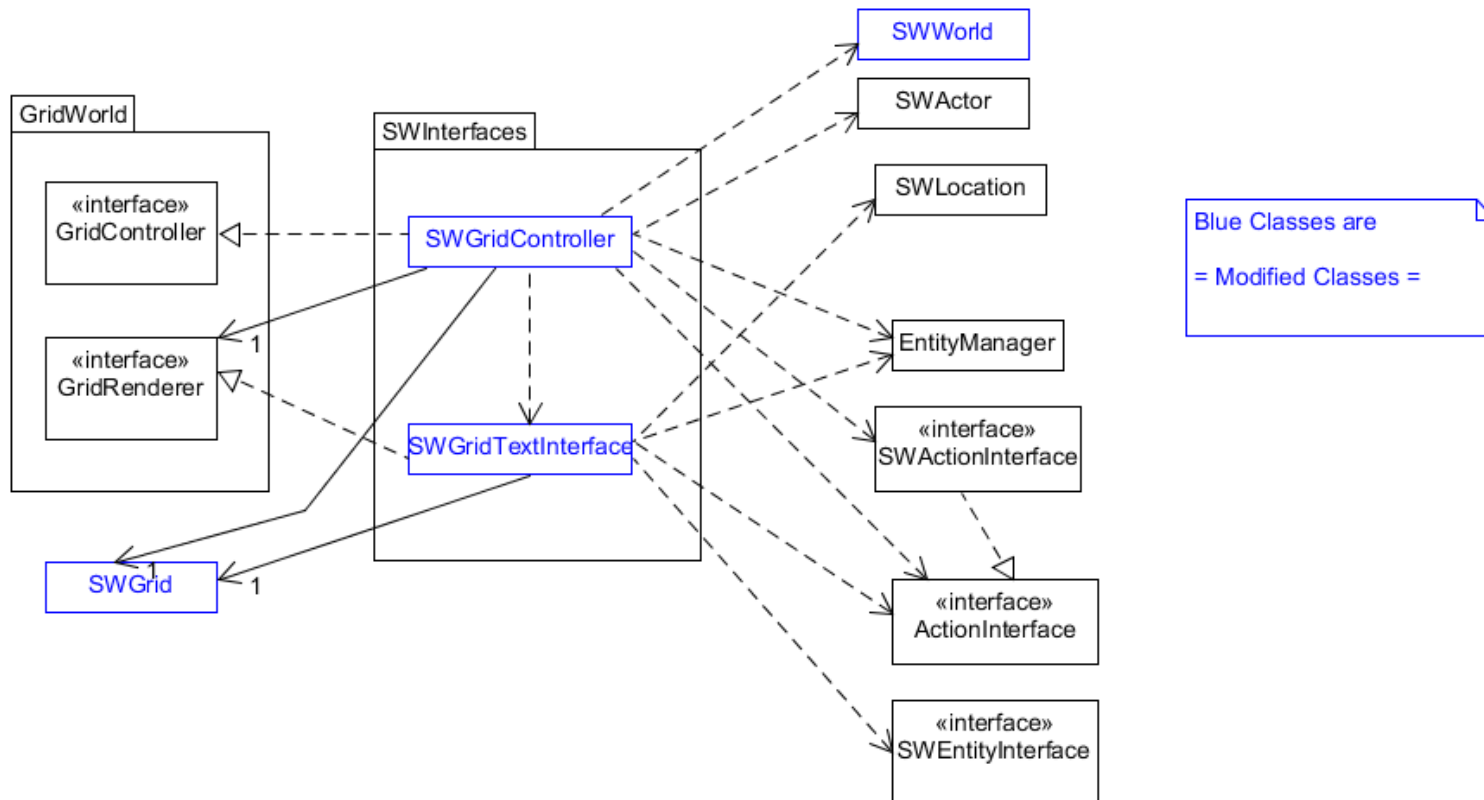 SWWorld
SWActor
GridWorld
SWInterfaces
SWLocation
«interface»
GridController
SWGridController
Blue Classes are
= Modified Classes =
1
EntityManager
«interface»
GridRenderer
SWGridTextInterface
«interface»
SWActionInterface
1
SWGrid
1
«interface»
ActionInterface
«interface»
SWEntityInterface